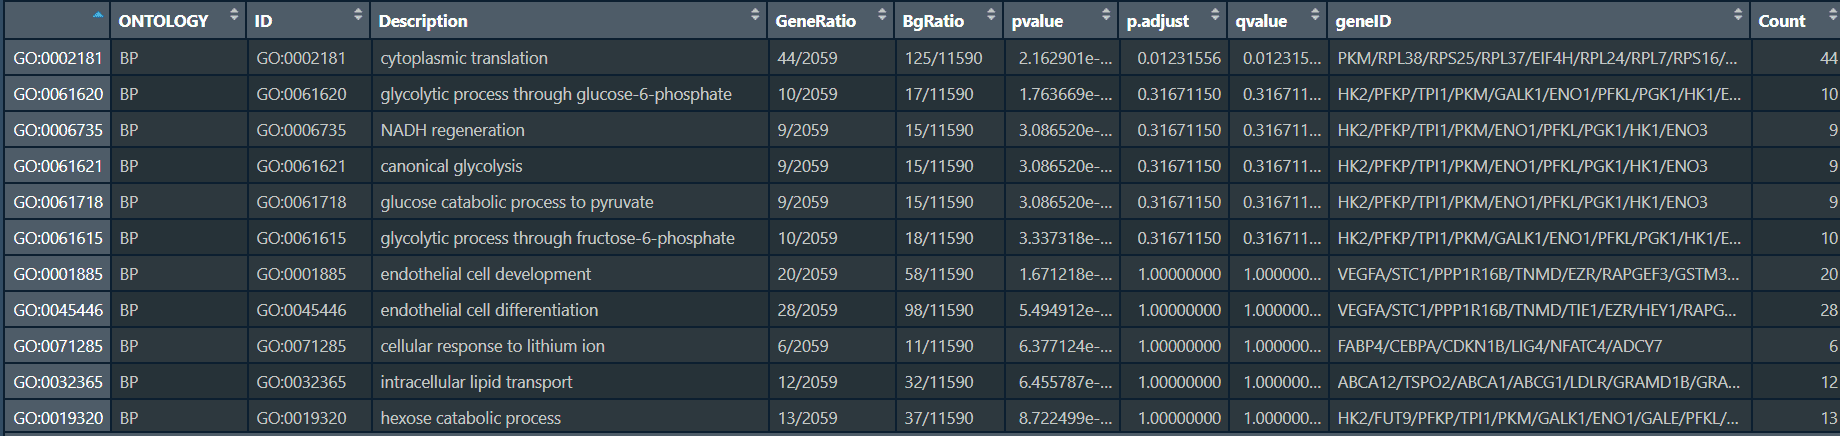 ONTOLOGY ID Description GeneRatio BgRatio pvalue p.adjust qvalue geneID Count
GO:0002181 BP GO:0002181 cytoplasmic translation 44/2059 125/11590 2.162901e-... 0.01231556 0.012315... PKM/RPL38/RPS25/RPL37/EIF4H/RPL24/RPL7/RPS16/... 44
GO:0061620 BP GO:0061620 glycolytic process through glucose-6-phosphate 10/2059 17/11590 1.763669e-... 0.31671150 0.316711... HK2/PFKP/TPI1/PKM/GALK1/ENO1/PFKL/PGK1/HK1/E... 10
GO:0006735 BP GO:0006735 NADH regeneration 9/2059 15/11590 3.086520e-... 0.31671150 0.316711... HK2/PFKP/TPI1/PKM/ENO1/PFKL/PGK1/HK1/ENO3 9
GO:0061621 BP GO:0061621 canonical glycolysis 9/2059 15/11590 3.086520e-... 0.31671150 0.316711... HK2/PFKP/TPI1/PKM/ENO1/PFKL/PGK1/HK1/ENO3 9
GO:0061718 BP GO:0061718 glucose catabolic process to pyruvate 9/2059 15/11590 3.086520e-... 0.31671150 0.316711... HK2/PFKP/TPI1/PKM/ENO1/PFKL/PGK1/HK1/ENO3 9
GO:0061615 BP GO:0061615 glycolytic process through fructose-6-phosphate 10/2059 18/11590 3.337318e-... 0.31671150 0.316711... HK2/PFKP/TPI1/PKM/GALK1/ENO1/PFKL/PGK1/HK1/E... 10
GO:0001885 BP GO:0001885 endothelial cell development 20/2059 58/11590 1.671218e-... 1.00000000 1.000000... VEGFA/STC1/PPP1R16B/TNMD/EZR/RAPGEF3/GSTM3... 20
GO:0045446 BP GO:0045446 endothelial cell differentiation 28/2059 98/11590 5.494912e-... 1.00000000 1.000000... VEGFA/STC1/PPP1R16B/TNMD/TIE1/EZR/HEY1/RAPG... 28
GO:0071285 BP GO:0071285 cellular response to lithium ion 6/2059 11/11590 6.377124e-... 1.00000000 1.000000... FABP4/CEBPA/CDKN1B/LIG4/NFATC4/ADCY7 6
GO:0032365 BP GO:0032365 intracellular lipid transport 12/2059 32/11590 6.455787e-... 1.00000000 1.000000... ABCA12/TSPO2/ABCA1/ABCG1/LDLR/GRAMD1B/GRA... 12
GO:0019320 BP GO:0019320 hexose catabolic process 13/2059 37/11590 8.722499e-... 1.00000000 1.000000... HK2/FUT9/PFKP/TPI1/PKM/GALK1/ENO1/GALE/PFKL/... 13